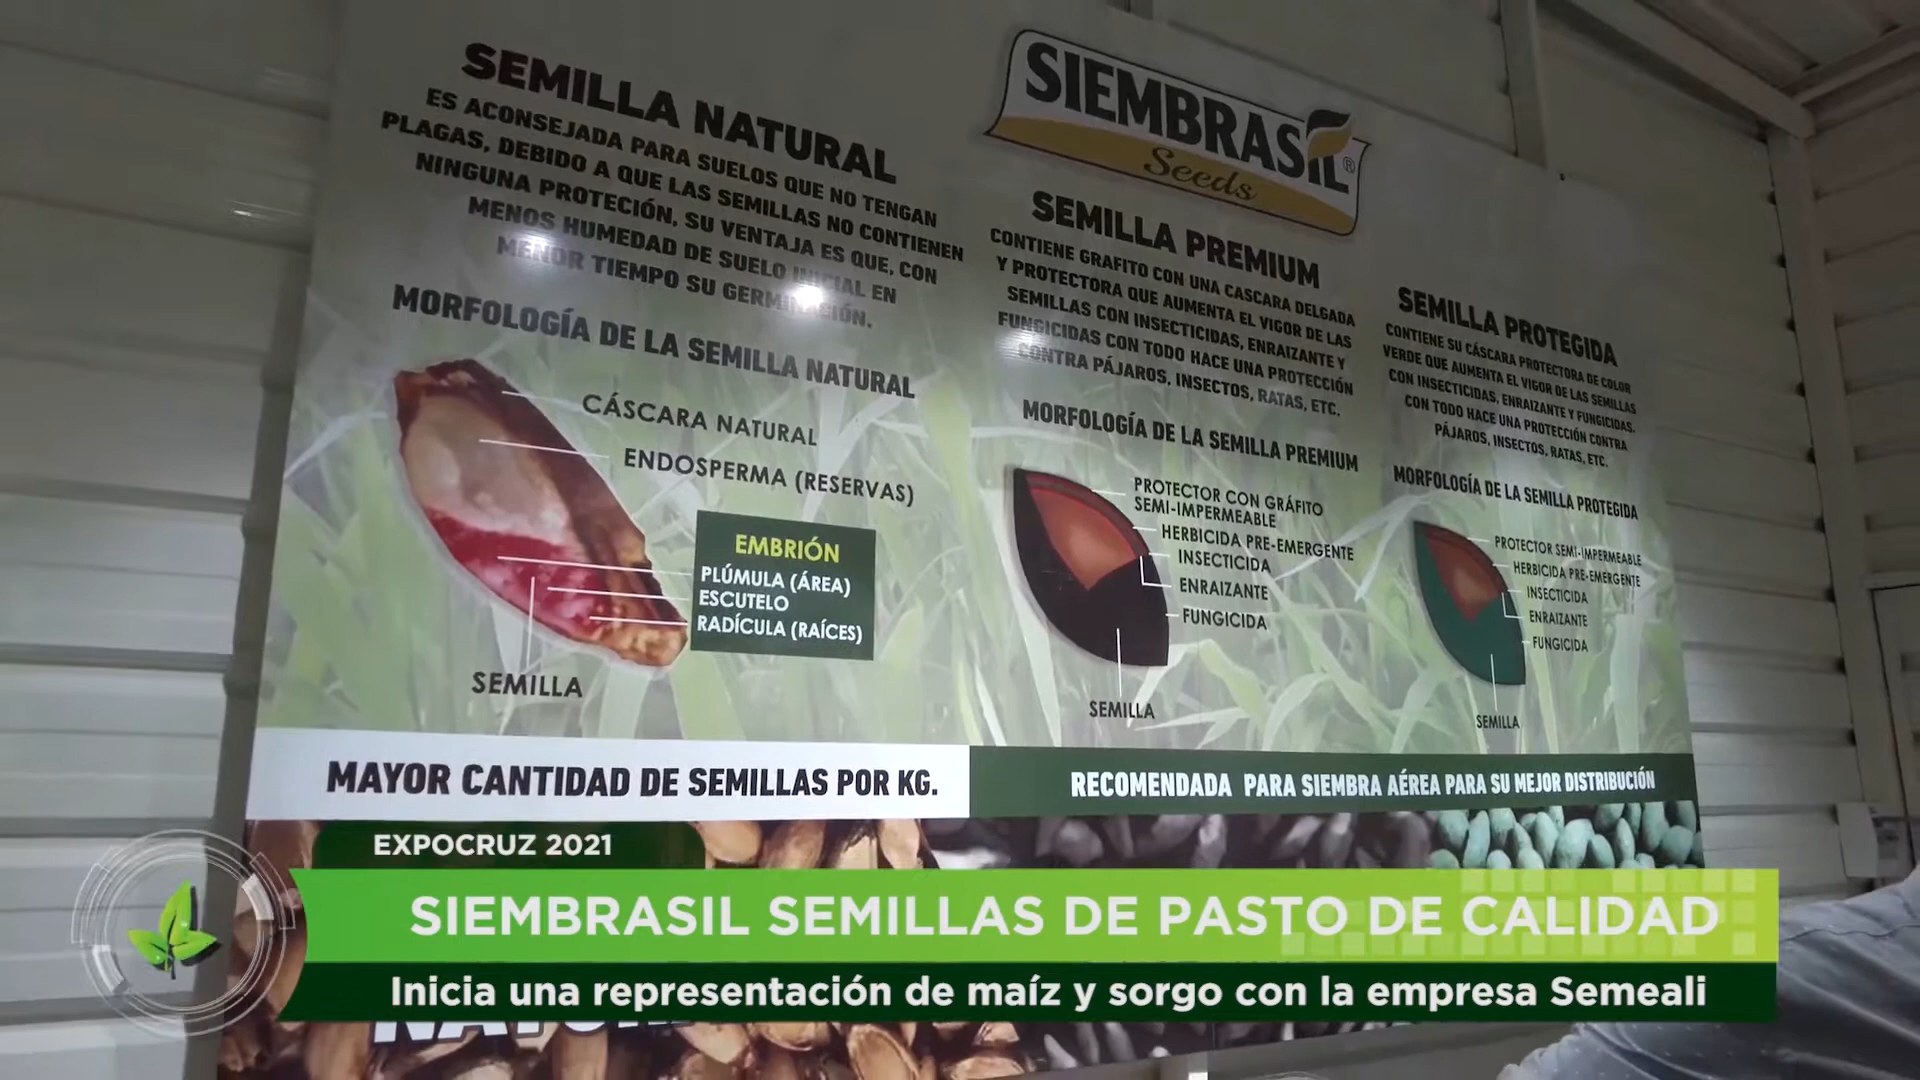 SEMILLA NATURAL
ES ACONSEJADA PARA SUELOS QUE NO TENGAN
PLAGAS, DEBIDO A QUE LAS SEMILLAS NO CONTIENEN
NINGUNA PROTECIÓN, SU VENTAJA ES QUE, CON
MENOS HUMEDAD DE SUELO INICIAL EN
MENOR TIEMPO SU GERMINACIÓN.
MORFOLOGÍA DE LA SEMILLA NATURAL
CÁSCARA NATURAL
ENDOSPERMA (RESERVAS)
EMBRIÓN
PLÚMULA (ÁREA)
ESCUTELO
RADÍCULA (RAÍCES)
SEMILLA
MAYOR CANTIDAD DE SEMILLAS POR KG.
SIEMBRASIL®
Seeds
SEMILLA PREMIUM
CONTIENE GRAFITO CON UNA CASCARA DELGADA
Y PROTECTORA QUE AUMENTA EL VIGOR DE LAS
SEMILLAS CON INSECTICIDAS, ENRAIZANTE Y
FUNGICIDAS CON TODO HACE UNA PROTECCIÓN
CONTRA PÁJAROS, INSECTOS, RATAS, ETC.
MORFOLOGÍA DE LA SEMILLA PREMIUM
PROTECTOR CON GRÁFITO
SEMI-IMPERMEABLE
HERBICIDA PRE-EMERGENTE
INSECTICIDA
ENRAIZANTE
FUNGICIDA
SEMILLA
SEMILLA PROTEGIDA
CONTIENE SU CÁSCARA PROTECTORA DE COLOR
VERDE QUE AUMENTA EL VIGOR DE LAS SEMILLAS
CON INSECTICIDAS, ENRAIZANTE Y FUNGICIDAS.
CON TODO HACE UNA PROTECCIÓN CONTRA
PÁJAROS, INSECTOS, RATAS, ETC.
MORFOLOGÍA DE LA SEMILLA PROTEGIDA
PROTECTOR SEMI-IMPERMEABLE
HERBICIDA PRE-EMERGENTE
INSECTICIDA
ENRAIZANTE
FUNGICIDA
SEMILLA
RECOMENDADA PARA SIEMBRA AÉREA PARA SU MEJOR DISTRIBUCIÓN
EXPOCRUZ 2021
SIEMBRASIL SEMILLAS DE PASTO DE CALIDAD
Inicia una representación de maíz y sorgo con la empresa Semeali